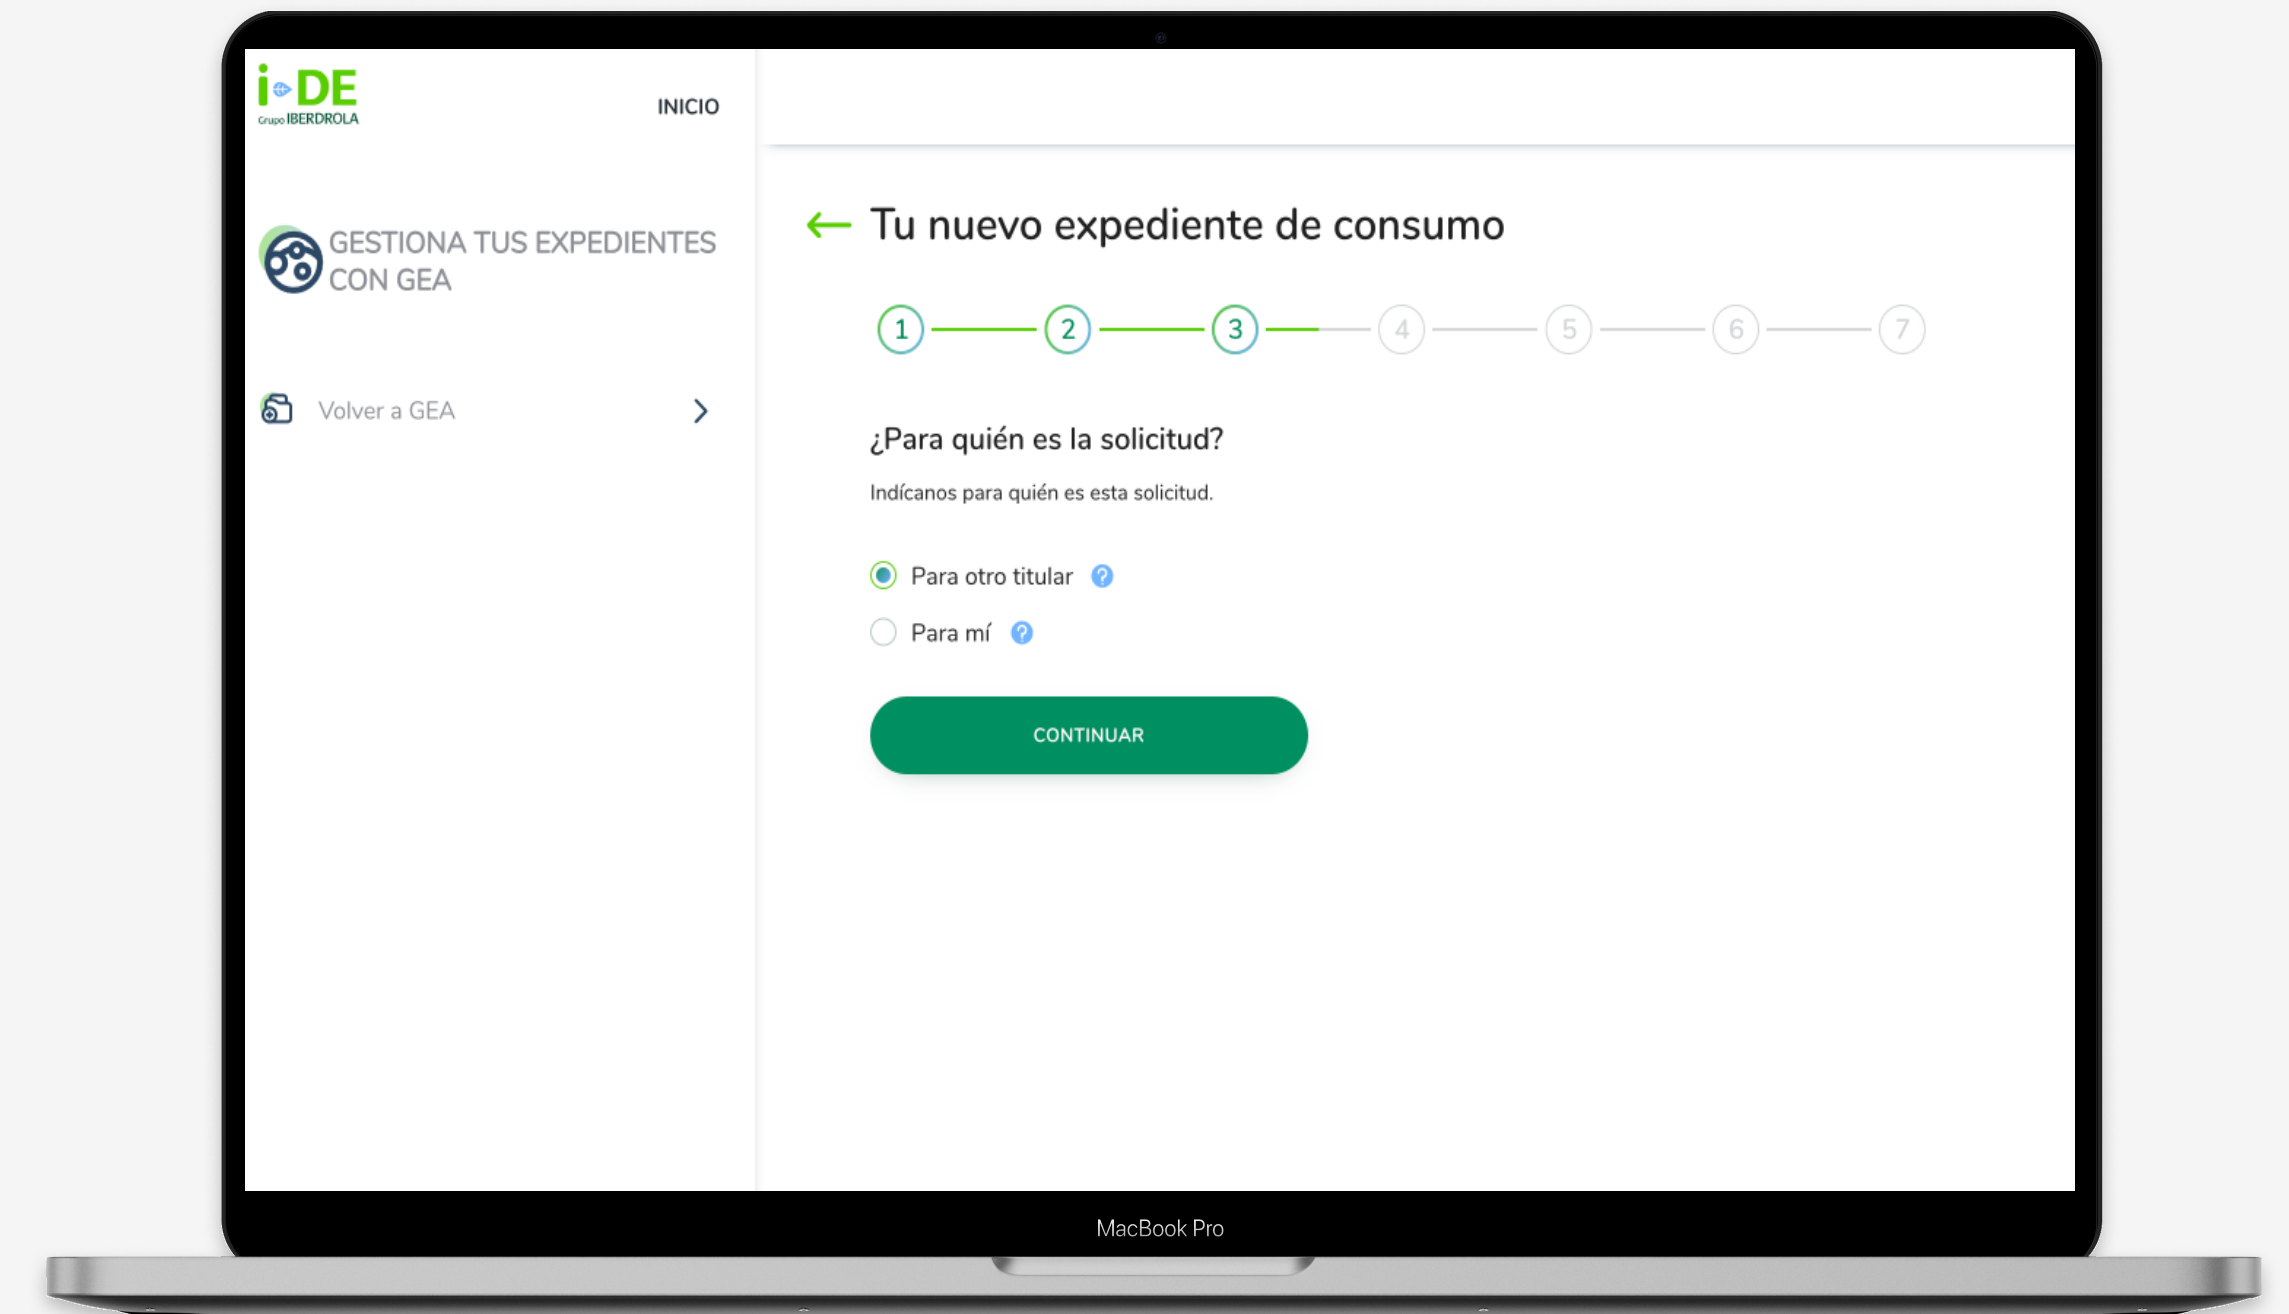 i DE
Grupo IBERDROLA
INICIO
GESTIONA TUS EXPEDIENTES
CON GEA
Volver a GEA
Tu nuevo expediente de consumo
1 2 3 4 5 6 7
¿Para quién es la solicitud?
Indícanos para quién es esta solicitud.
Para otro titular ?
Para mí ?
CONTINUAR
MacBook Pro